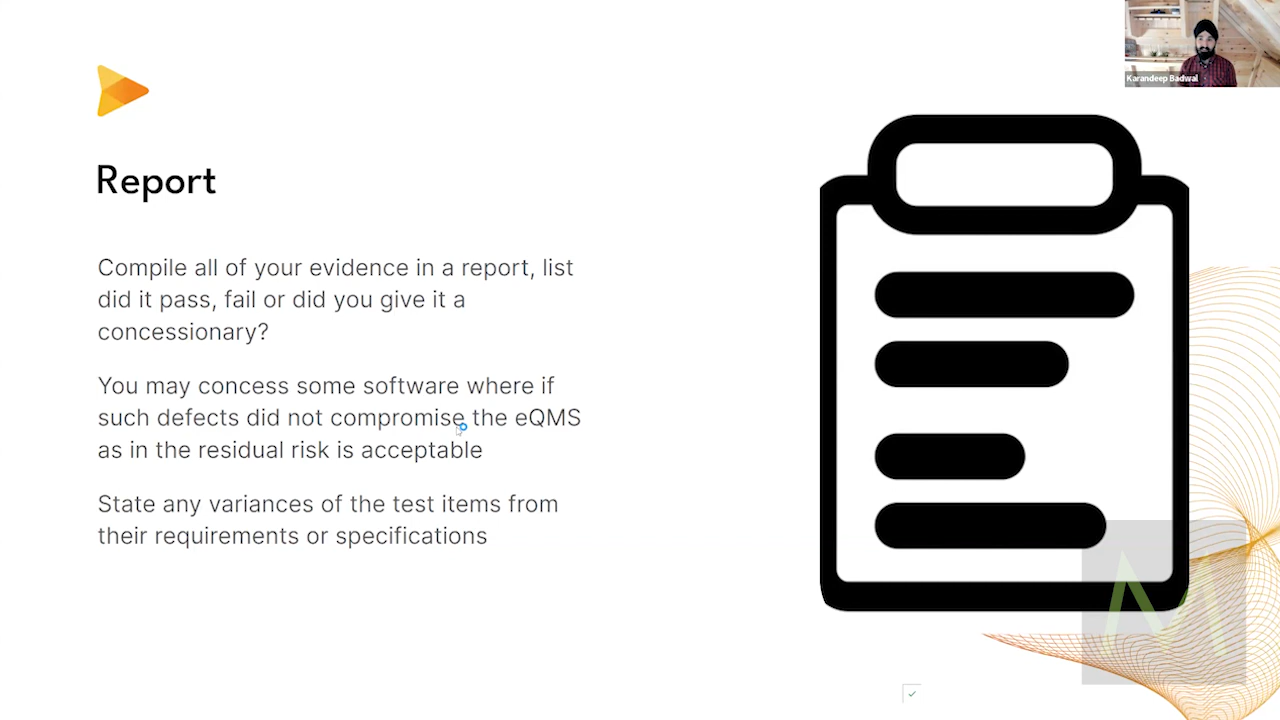 Karandeep Badwal
Report
Compile all of your evidence in a report, list
did it pass, fail or did you give it a
concessionary?
You may concess some software where if
such defects did not compromise the eQMS
as in the residual risk is acceptable
State any variances of the test items from
their requirements or specifications
M